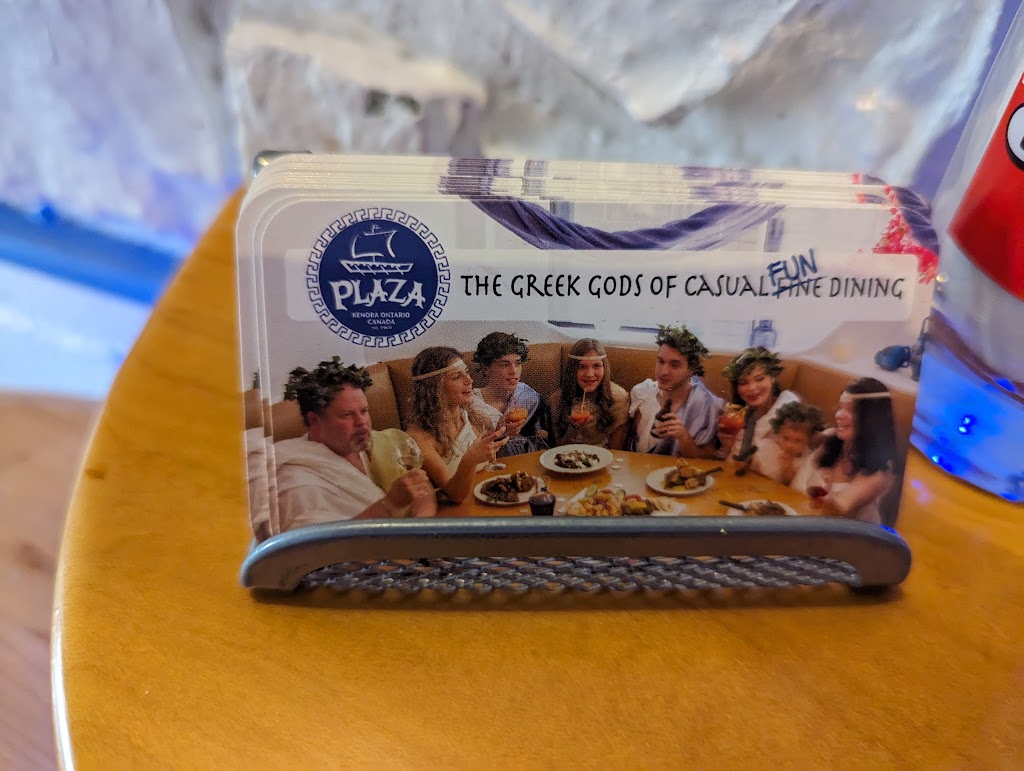 PLAZA
KENORA ONTARIO
CANADA
THE GREEK GODS OF CASUAL FINE DINING
FUN